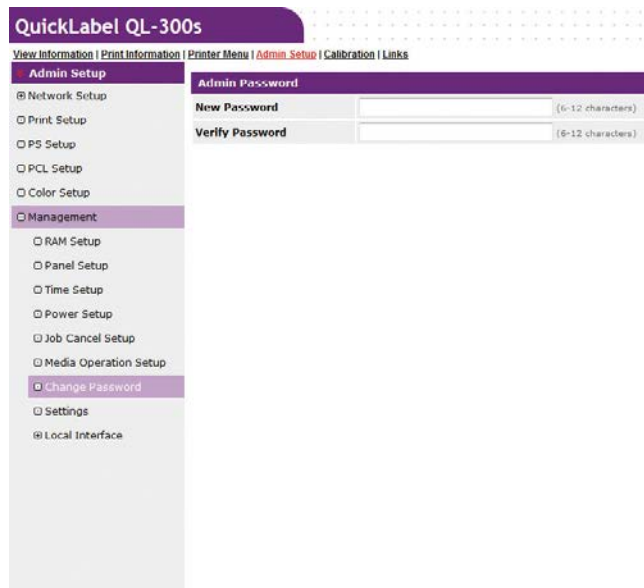 QuickLabel QL-300s
View Information | Print Information | Printer Menu | Admin Setup | Calibration | Links
Admin Setup
Network Setup
Print Setup
PS Setup
PCL Setup
Color Setup
Management
RAM Setup
Panel Setup
Time Setup
Power Setup
Job Cancel Setup
Media Operation Setup
Change Password
Settings
Local Interface
Admin Password
New Password (6-12 characters)
Verify Password (6-12 characters)